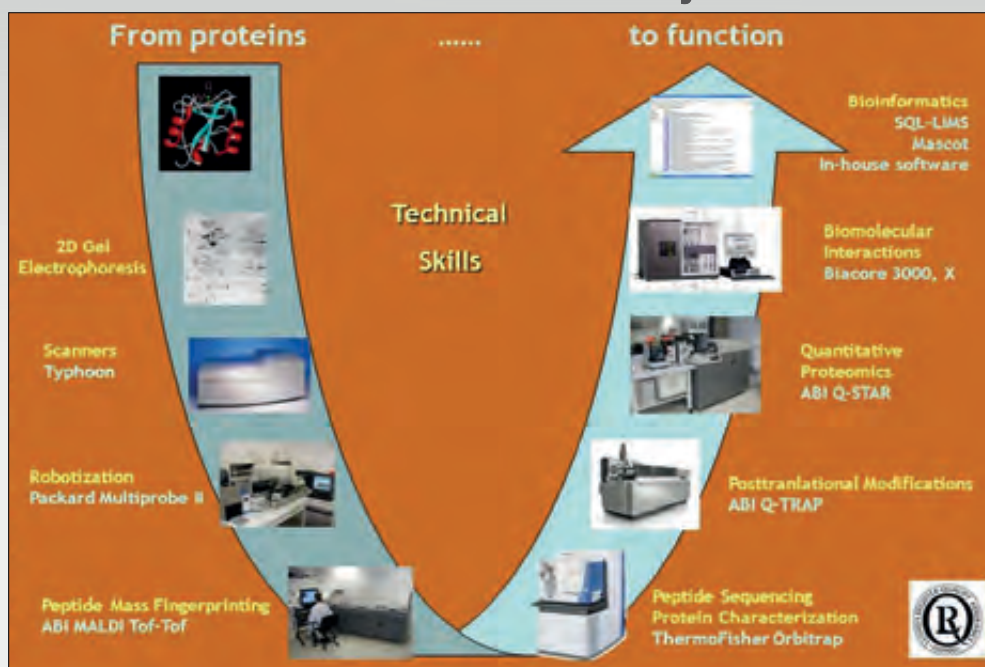 From proteins ...... to function
Technical
Skills
2D Gel
Electrophoresis
Scanners
Typhoon
Robotization
Packard Multiprobe II
Peptide Mass Fingerprinting
ABI MALDI Tof-Tof
Peptide Sequencing
Protein Characterization
ThermoFisher Orbitrap
Posttranlational Modifications
ABI Q-TRAP
Quantitative
Proteomics
ABI Q-STAR
Biomolecular
Interactions
Biacore 3000, X
Bioinformatics
SQL-LIMS
Mascot
In-house software